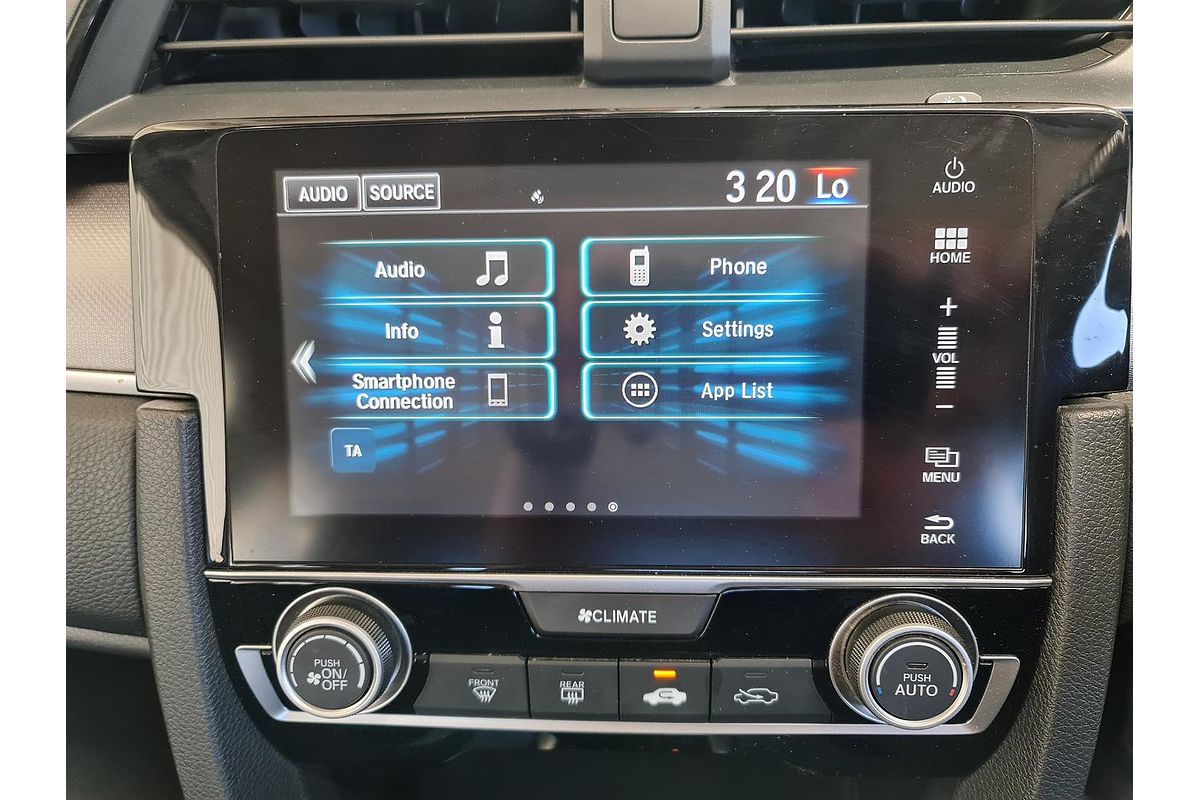 AUDIO SOURCE 3 20 Lo
Audio
Phone
Info
Settings
Smartphone
Connection
App List
TA
AUDIO
HOME
+
VOL
−
MENU
BACK
CLIMATE
PUSH
ON/
OFF
FRONT
REAR
PUSH
AUTO